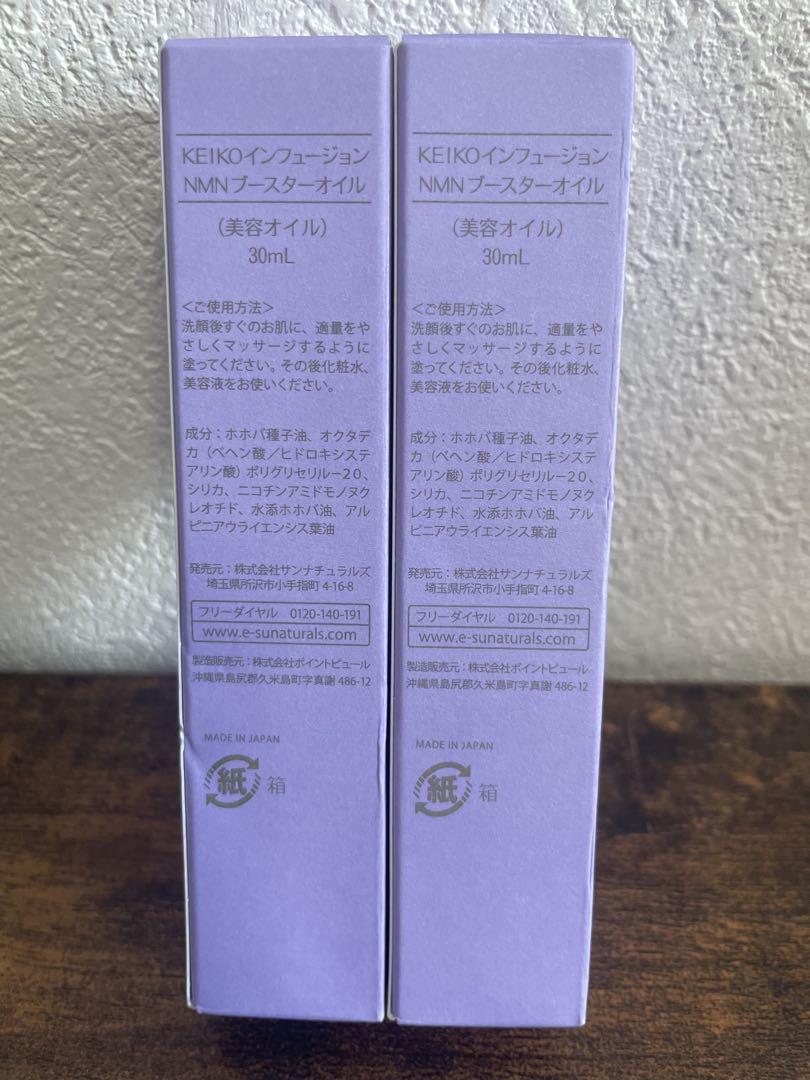 KEIKOインフュージョン
NMNブースターオイル
(美容オイル)
30mL
<ご使用方法>
洗顔後すぐのお肌に、適量をや
さしくマッサージするように
塗ってください。その後化粧水、
美容液をお使いください。
成分：ホホバ種子油、オクタデ
カ（ベヘン酸／ヒドロキシステ
アリン酸）ポリグリセリルー20、
シリカ、ニコチンアミドモノヌク
レオチド、水添ホホバ油、アル
ピニアウライエンシス葉油
発売元：株式会社サンナチュラルズ
埼玉県所沢市小手指町 4-16-8
フリーダイヤル 0120-140-191
www.e-sunaturals.com
製造販売元：株式会社ポイントピュール
沖縄県島尻郡久米島町字真謝 486-12
MADE IN JAPAN
紙 箱
KEIKOインフュージョン
NMNブースターオイル
(美容オイル)
30mL
<ご使用方法>
洗顔後すぐのお肌に、適量をや
さしくマッサージするように
塗ってください。その後化粧水、
美容液をお使いください。
成分：ホホバ種子油、オクタデ
カ（ベヘン酸／ヒドロキシステ
アリン酸）ポリグリセリルー20、
シリカ、ニコチンアミドモノヌク
レオチド、水添ホホバ油、アル
ピニアウライエンシス葉油
発売元：株式会社サンナチュラルズ
埼玉県所沢市小手指町 4-16-8
フリーダイヤル 0120-140-191
www.e-sunaturals.com
製造販売元：株式会社ポイントピュール
沖縄県島尻郡久米島町字真謝 486-12
MADE IN JAPAN
紙 箱